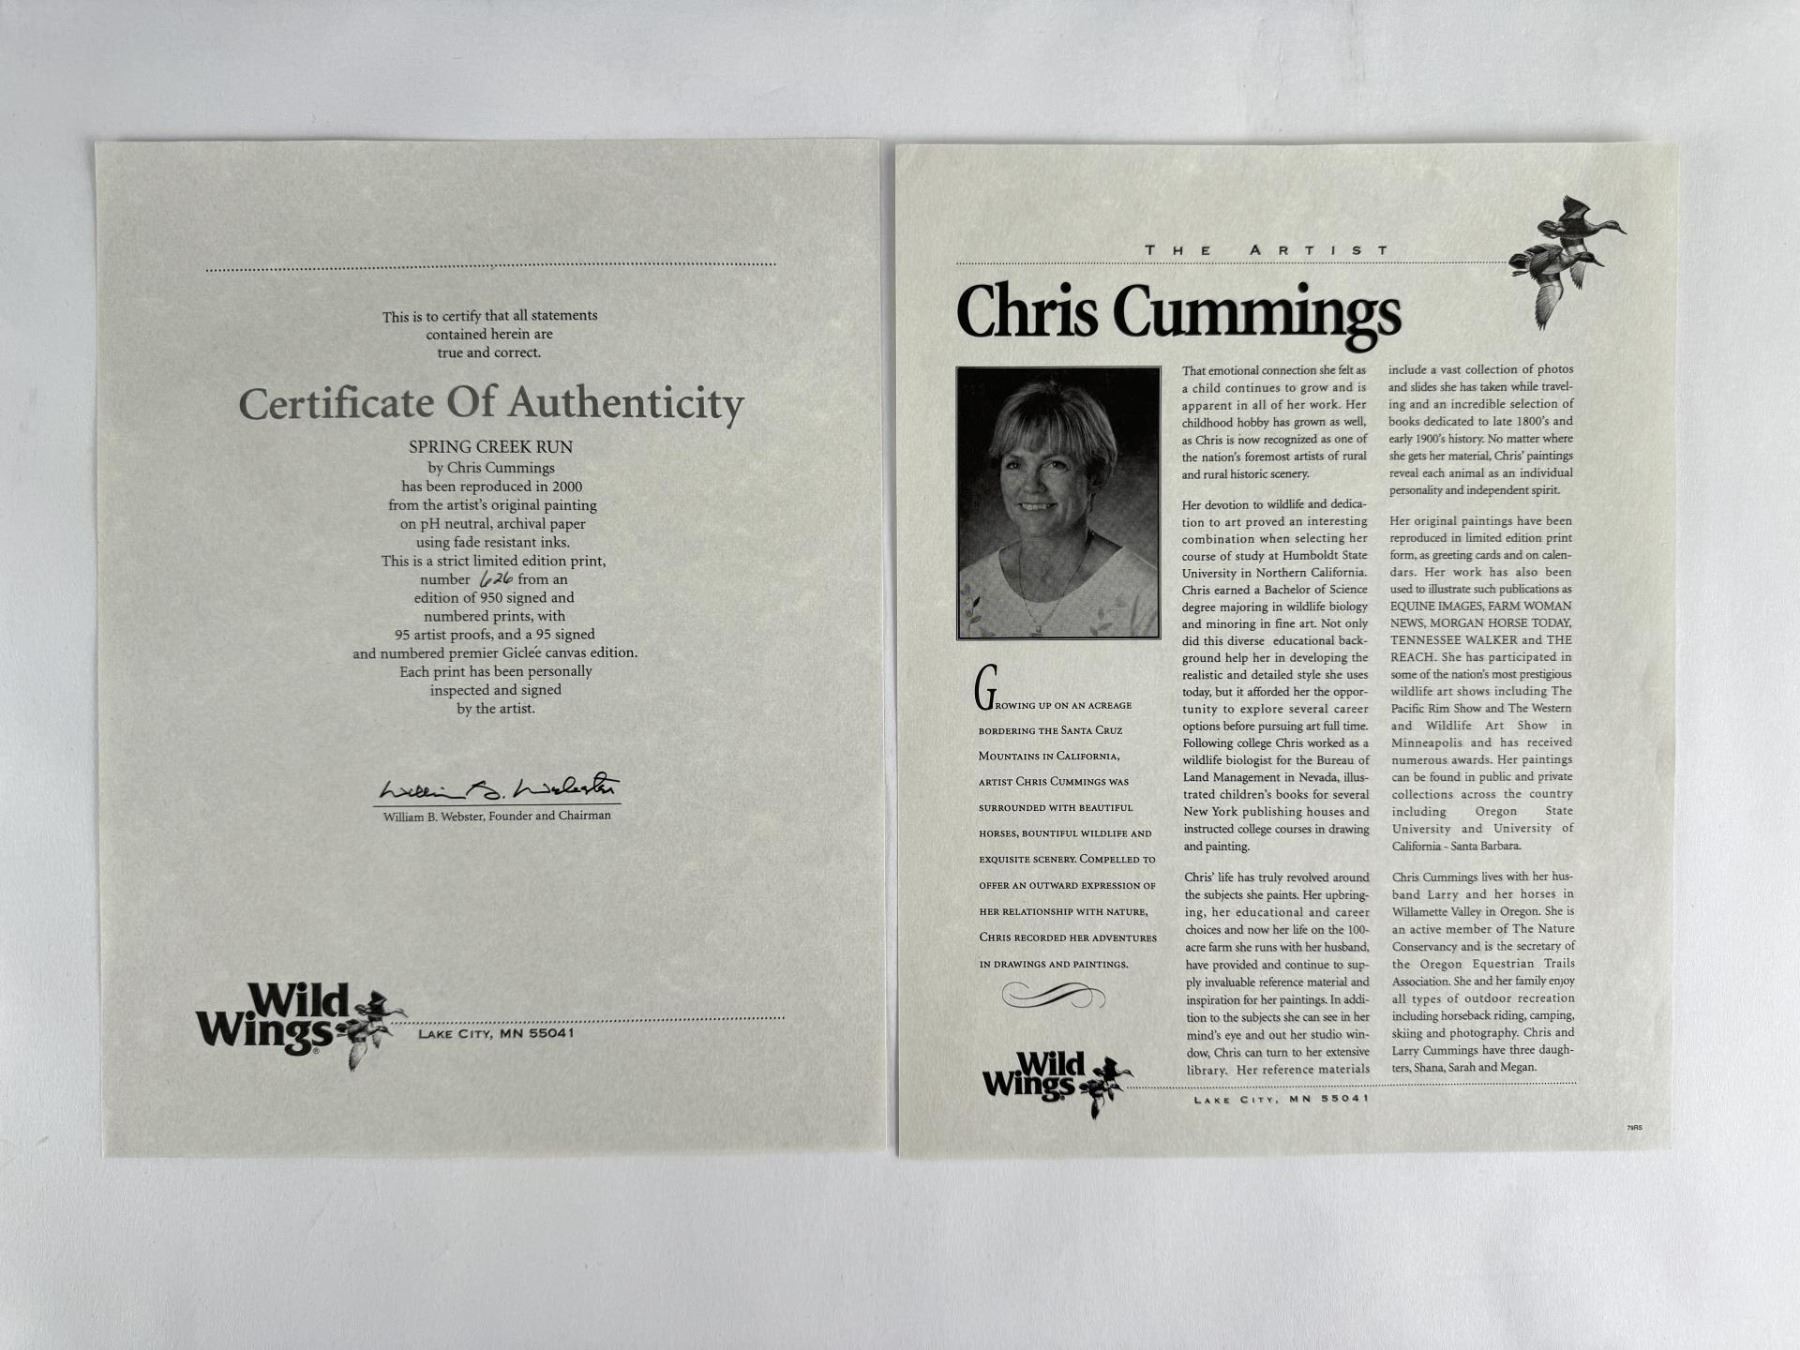 This is to certify that all statements
contained herein are
true and correct.
Certificate Of Authenticity
SPRING CREEK RUN
by Chris Cummings
has been reproduced in 2000
from the artist's original painting
on pH neutral, archival paper
using fade resistant inks.
This is a strict limited edition print,
number 626 from an
edition of 950 signed and
numbered prints, with
95 artist proofs, and a 95 signed
and numbered premier Gicleé canvas edition.
Each print has been personally
inspected and signed
by the artist.
William B. Webster
William B. Webster, Founder and Chairman
Wild
Wings®
LAKE CITY, MN 55041
THE ARTIST
Chris Cummings
GROWING UP ON AN ACREAGE
BORDERING THE SANTA CRUZ
MOUNTAINS IN CALIFORNIA,
ARTIST CHRIS CUMMINGS WAS
SURROUNDED WITH BEAUTIFUL
HORSES, BOUNTIFUL WILDLIFE AND
EXQUISITE SCENERY. COMPELLED TO
OFFER AN OUTWARD EXPRESSION OF
HER RELATIONSHIP WITH NATURE,
CHRIS RECORDED HER ADVENTURES
IN DRAWINGS AND PAINTINGS.
That emotional connection she felt as
a child continues to grow and is
apparent in all of her work. Her
childhood hobby has grown as well,
as Chris is now recognized as one of
the nation's foremost artists of rural
and rural historic scenery.
Her devotion to wildlife and dedica-
tion to art proved an interesting
combination when selecting her
course of study at Humboldt State
University in Northern California.
Chris earned a Bachelor of Science
degree majoring in wildlife biology
and minoring in fine art. Not only
did this diverse educational back-
ground help her in developing the
realistic and detailed style she uses
today, but it afforded her the oppor-
tunity to explore several career
options before pursuing art full time.
Following college Chris worked as a
wildlife biologist for the Bureau of
Land Management in Nevada, illus-
trated children's books for several
New York publishing houses and
instructed college courses in drawing
and painting.
Chris' life has truly revolved around
the subjects she paints. Her upbring-
ing, her educational and career
choices and now her life on the 100-
acre farm she runs with her husband,
have provided and continue to sup-
ply invaluable reference material and
inspiration for her paintings. In addi-
tion to the subjects she can see in her
mind's eye and out her studio win-
dow, Chris can turn to her extensive
library. Her reference materials
include a vast collection of photos
and slides she has taken while travel-
ing and an incredible selection of
books dedicated to late 1800's and
early 1900's history. No matter where
she gets her material, Chris' paintings
reveal each animal as an individual
personality and independent spirit.
Her original paintings have been
reproduced in limited edition print
form, as greeting cards and on calen-
dars. Her work has also been
used to illustrate such publications as
EQUINE IMAGES, FARM WOMAN
NEWS, MORGAN HORSE TODAY,
TENNESSEE WALKER and THE
REACH. She has participated in
some of the nation's most prestigious
wildlife art shows including The
Pacific Rim Show and The Western
and Wildlife Art Show in
Minneapolis and has received
numerous awards. Her paintings
can be found in public and private
collections across the country
including Oregon State
University and University of
California - Santa Barbara.
Chris Cummings lives with her hus-
band Larry and her horses in
Willamette Valley in Oregon. She is
an active member of The Nature
Conservancy and is the secretary of
the Oregon Equestrian Trails
Association. She and her family enjoy
all types of outdoor recreation
including horseback riding, camping,
skiing and photography. Chris and
Larry Cummings have three daugh-
ters, Shana, Sarah and Megan.
Wild
Wings®
LAKE CITY, MN 55041